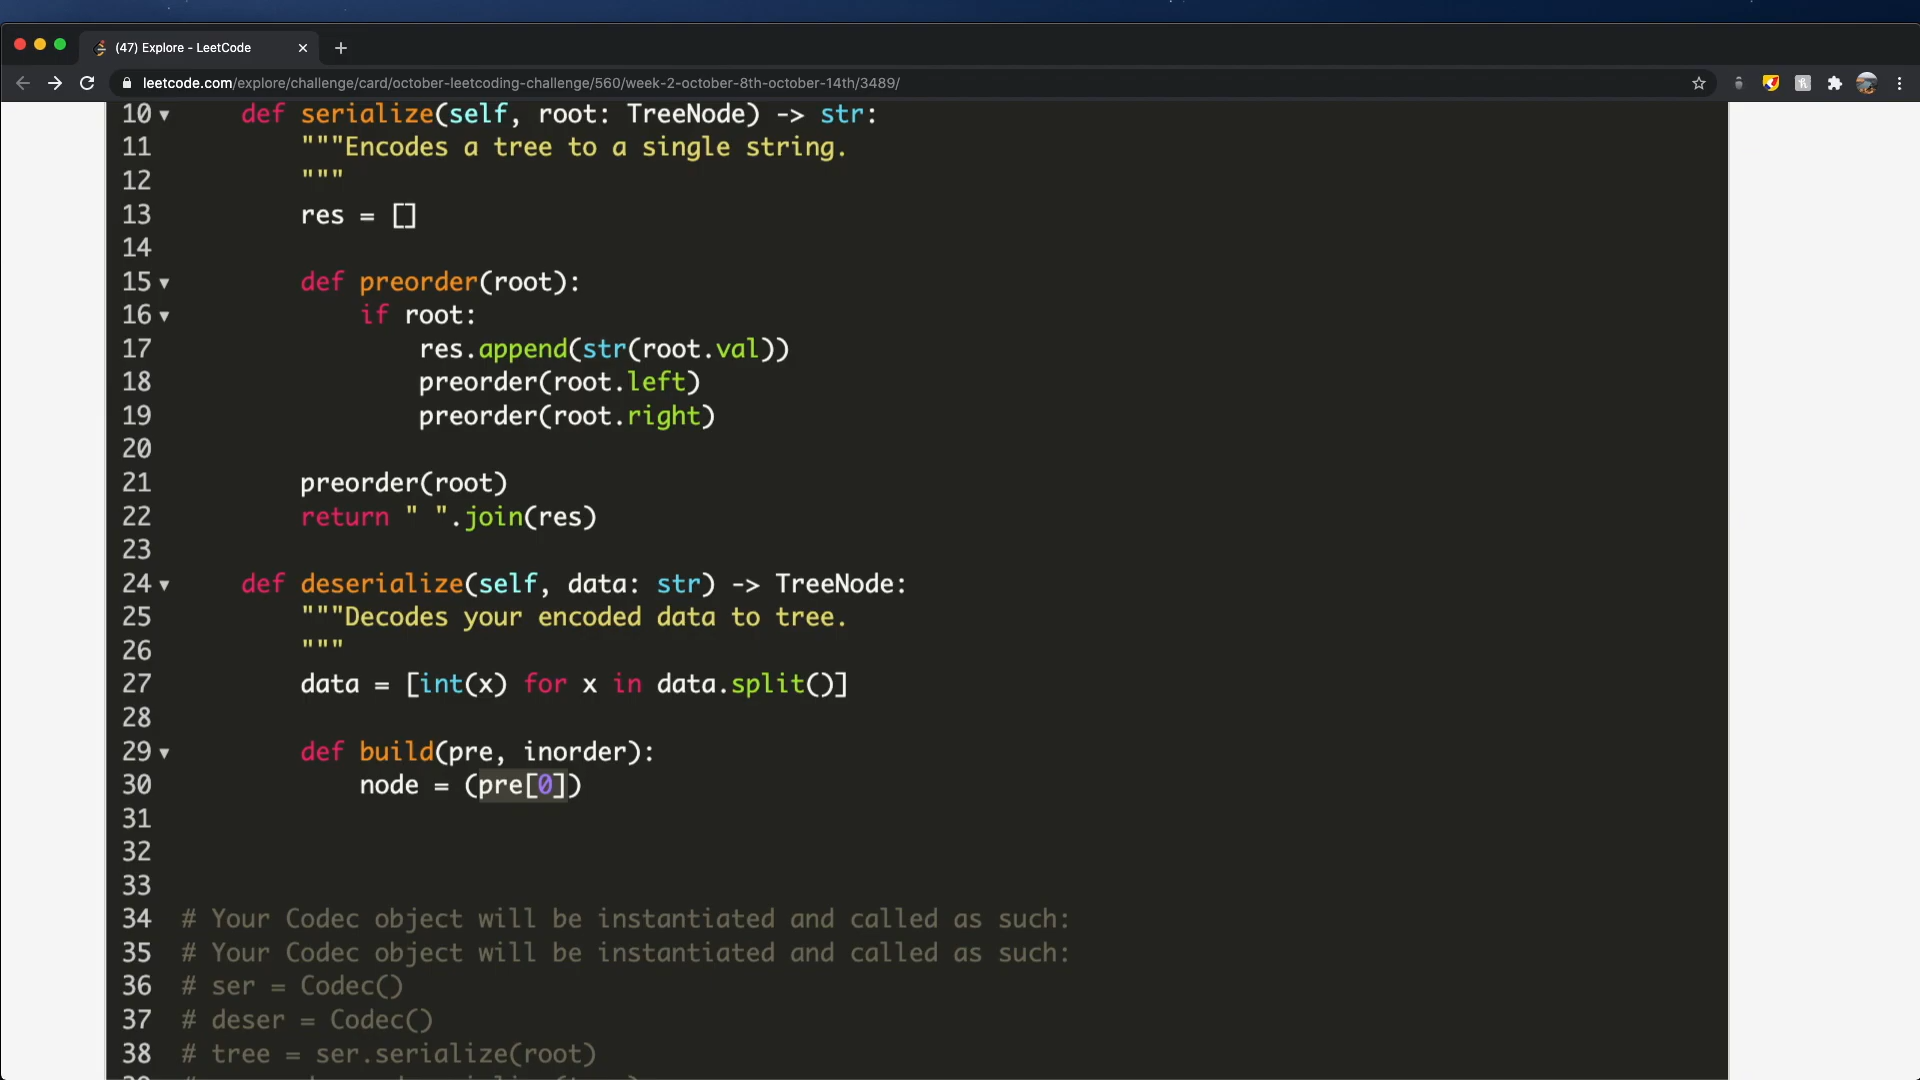 (47) Explore - LeetCode
leetcode.com/explore/challenge/card/october-leetcoding-challenge/560/week-2-october-8th-october-14th/3489/
10 def serialize(self, root: TreeNode) -> str:
11 """Encodes a tree to a single string.
12 """
13 res = []
14
15 def preorder(root):
16 if root:
17 res.append(str(root.val))
18 preorder(root.left)
19 preorder(root.right)
20
21 preorder(root)
22 return " ".join(res)
23
24 def deserialize(self, data: str) -> TreeNode:
25 """Decodes your encoded data to tree.
26 """
27 data = [int(x) for x in data.split()]
28
29 def build(pre, inorder):
30 node = (pre[0])
31
32
33
34 # Your Codec object will be instantiated and called as such:
35 # Your Codec object will be instantiated and called as such:
36 # ser = Codec()
37 # deser = Codec()
38 # tree = ser.serialize(root)